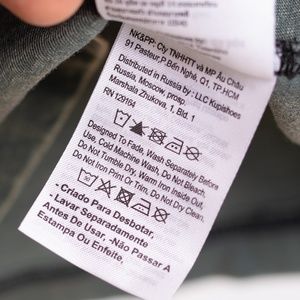 NK&PP: Cty TNHHTT và MP Âu Châu
91 Pasteur,P.Bến Nghé, Q1, TP.HCM
Distributed in Russia by : LLC Kupishoes
Russia, Moscow, prosp.
Marshala Zhukova, 1, Bld. 1
RN 129164
Designed To Fade, Wash Separately Before
Use. Cold Machine Wash, Do Not Bleach,
Do Not Tumble Dry, Warm Iron Inside Out,
Do Not Iron Print Or Trim. Do Not Dry Clean.
- Criado Para Desbotar,
- Lavar Separadamente
Antes De Usar, -Não Passar A
Estampa Ou Enfeite,